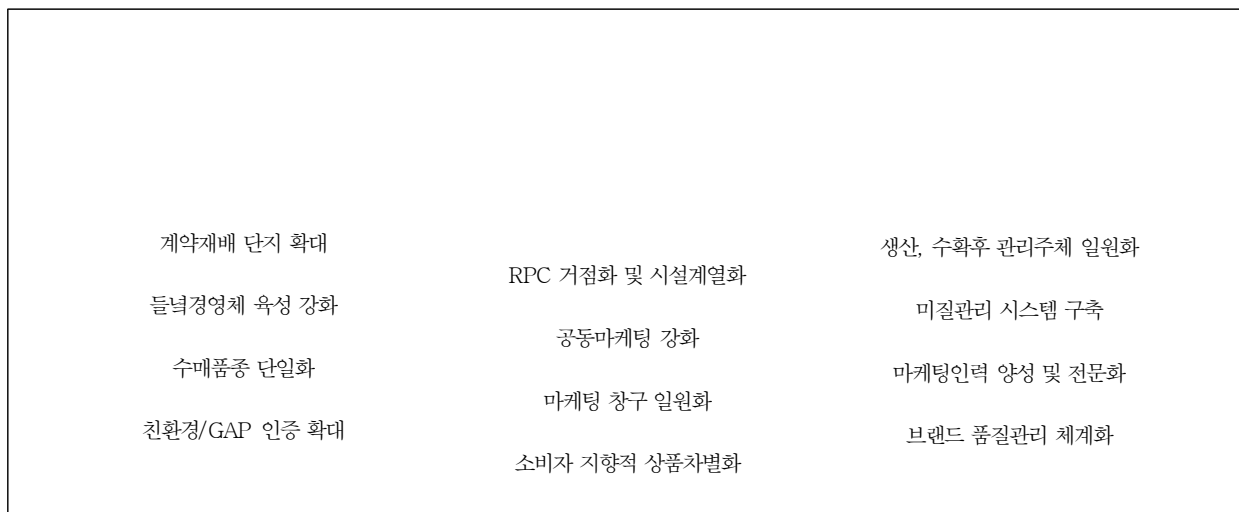 계약재배 단지 확대
들녘경영체 육성 강화
수매품종 단일화
친환경/GAP 인증 확대
RPC 거점화 및 시설계열화
공동마케팅 강화
마케팅 창구 일원화
소비자 지향적 상품차별화
생산, 수확후 관리주체 일원화
미질관리 시스템 구축
마케팅인력 양성 및 전문화
브랜드 품질관리 체계화